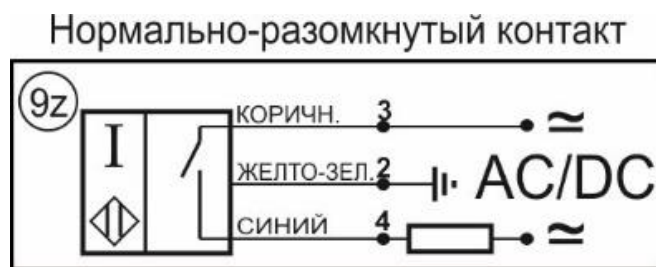 Нормально-разомкнутый контакт
9z
КОРИЧН. 3 ≃
I
ЖЕЛТО-ЗЕЛ. 2 AC/DC
СИНИЙ 4 ≃